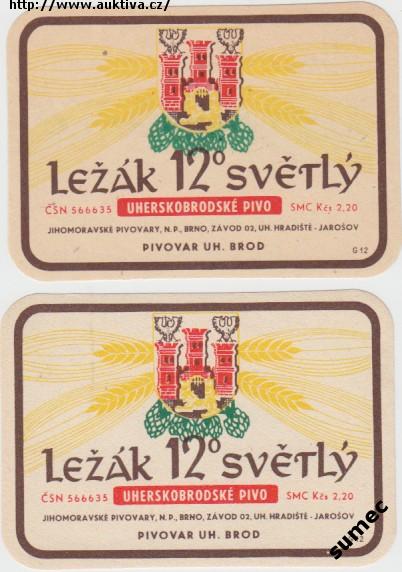 http://www.auktiva.cz/
Ležák 12° světlý
ČSN 566635 UHERSKOBRODSKÉ PIVO SMC Kčs 2,20
JIHOMORAVSKÉ PIVOVARY, N.P., BRNO, ZÁVOD 02, UH. HRADIŠTĚ - JAROŠOV
PIVOVAR UH. BROD
G 12
Ležák 12° světlý
ČSN 566635 UHERSKOBRODSKÉ PIVO SMC Kčs 2,20
JIHOMORAVSKÉ PIVOVARY, N.P., BRNO, ZÁVOD 02, UH. HRADIŠTĚ - JAROŠOV
PIVOVAR UH. BROD
sumec